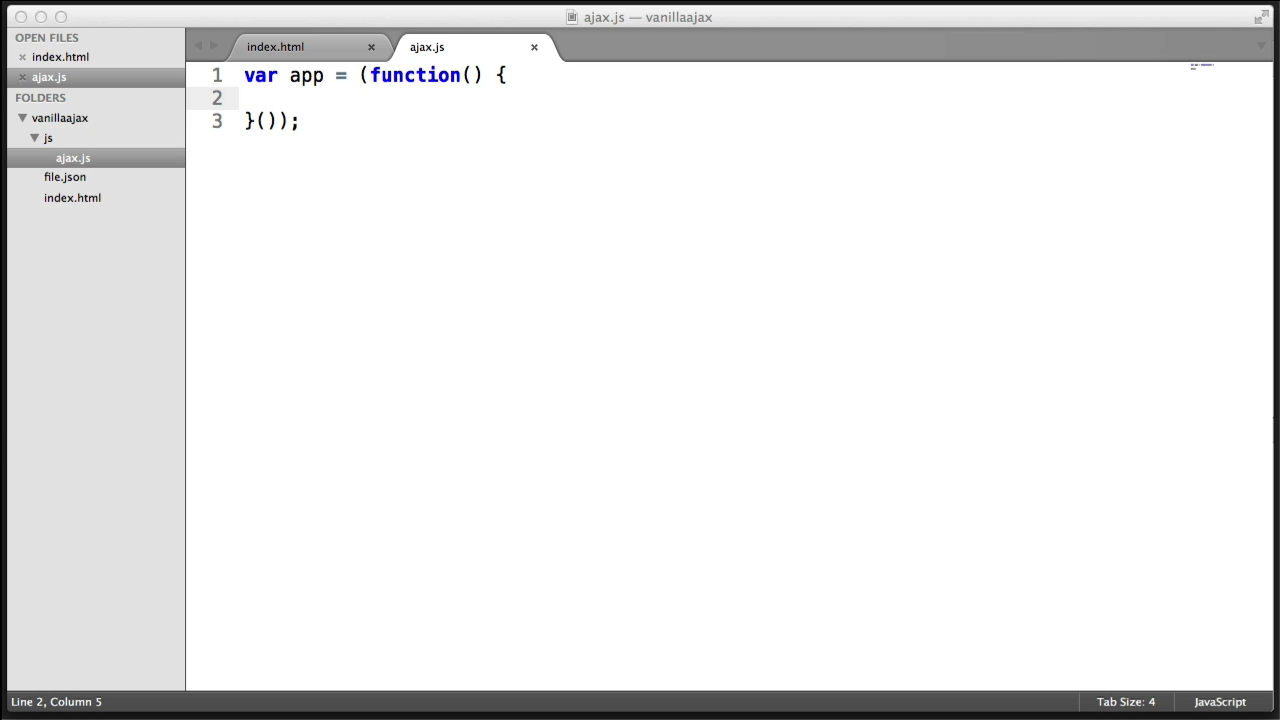 ajax.js — vanillaajax
OPEN FILES
index.html
ajax.js
FOLDERS
vanillaajax
js
ajax.js
file.json
index.html
index.html
ajax.js
1 var app = (function() {
2
3 }());
Line 2, Column 5
Tab Size: 4
JavaScript